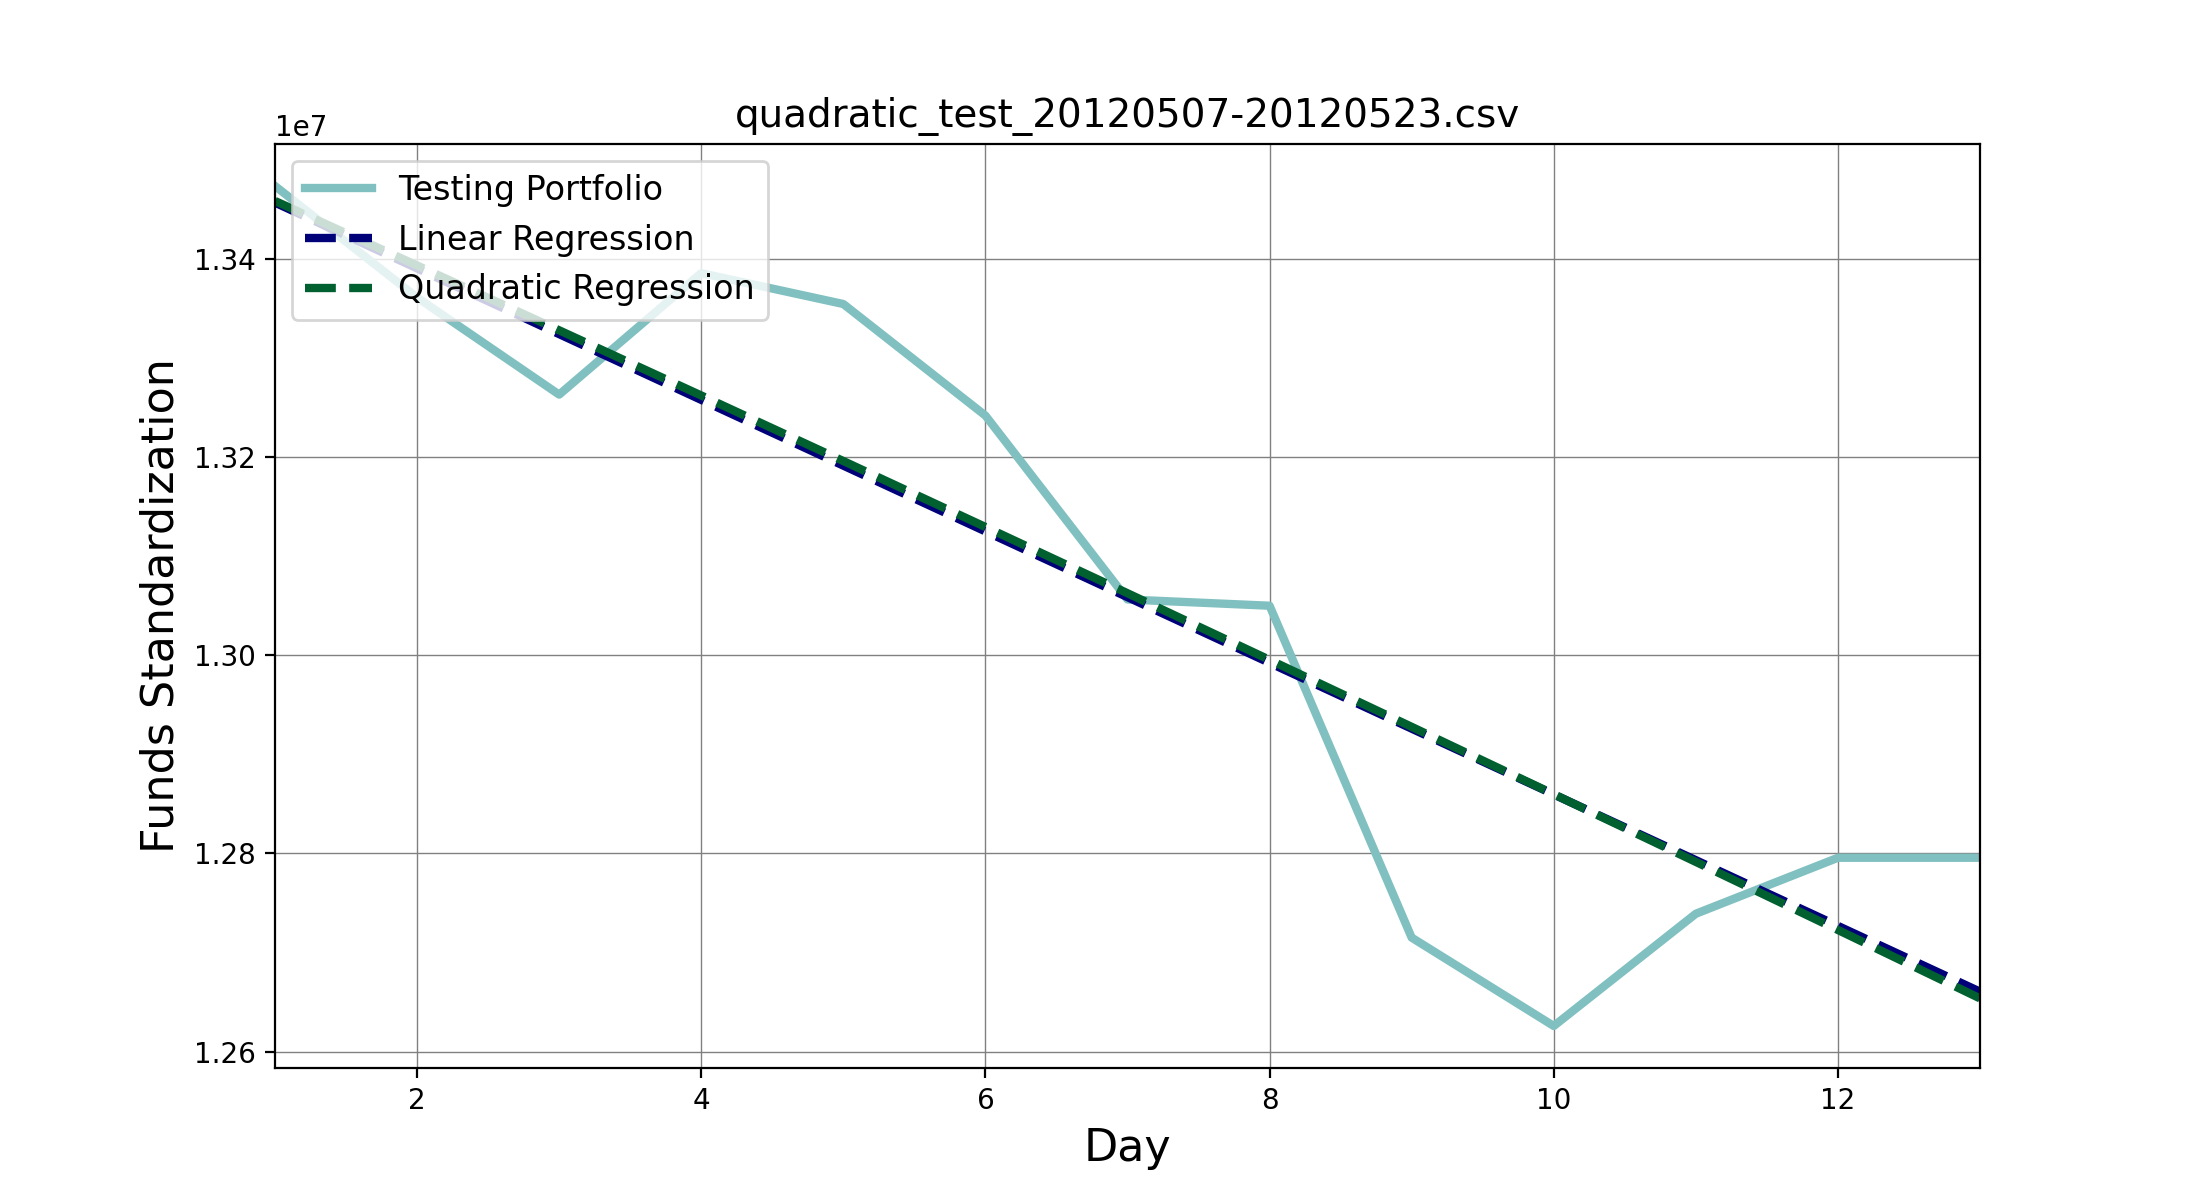 quadratic_test_20120507-20120523.csv
1e7
Testing Portfolio
Linear Regression
Quadratic Regression
Funds Standardization
1.34
1.32
1.30
1.28
1.26
2 4 6 8 10 12
Day